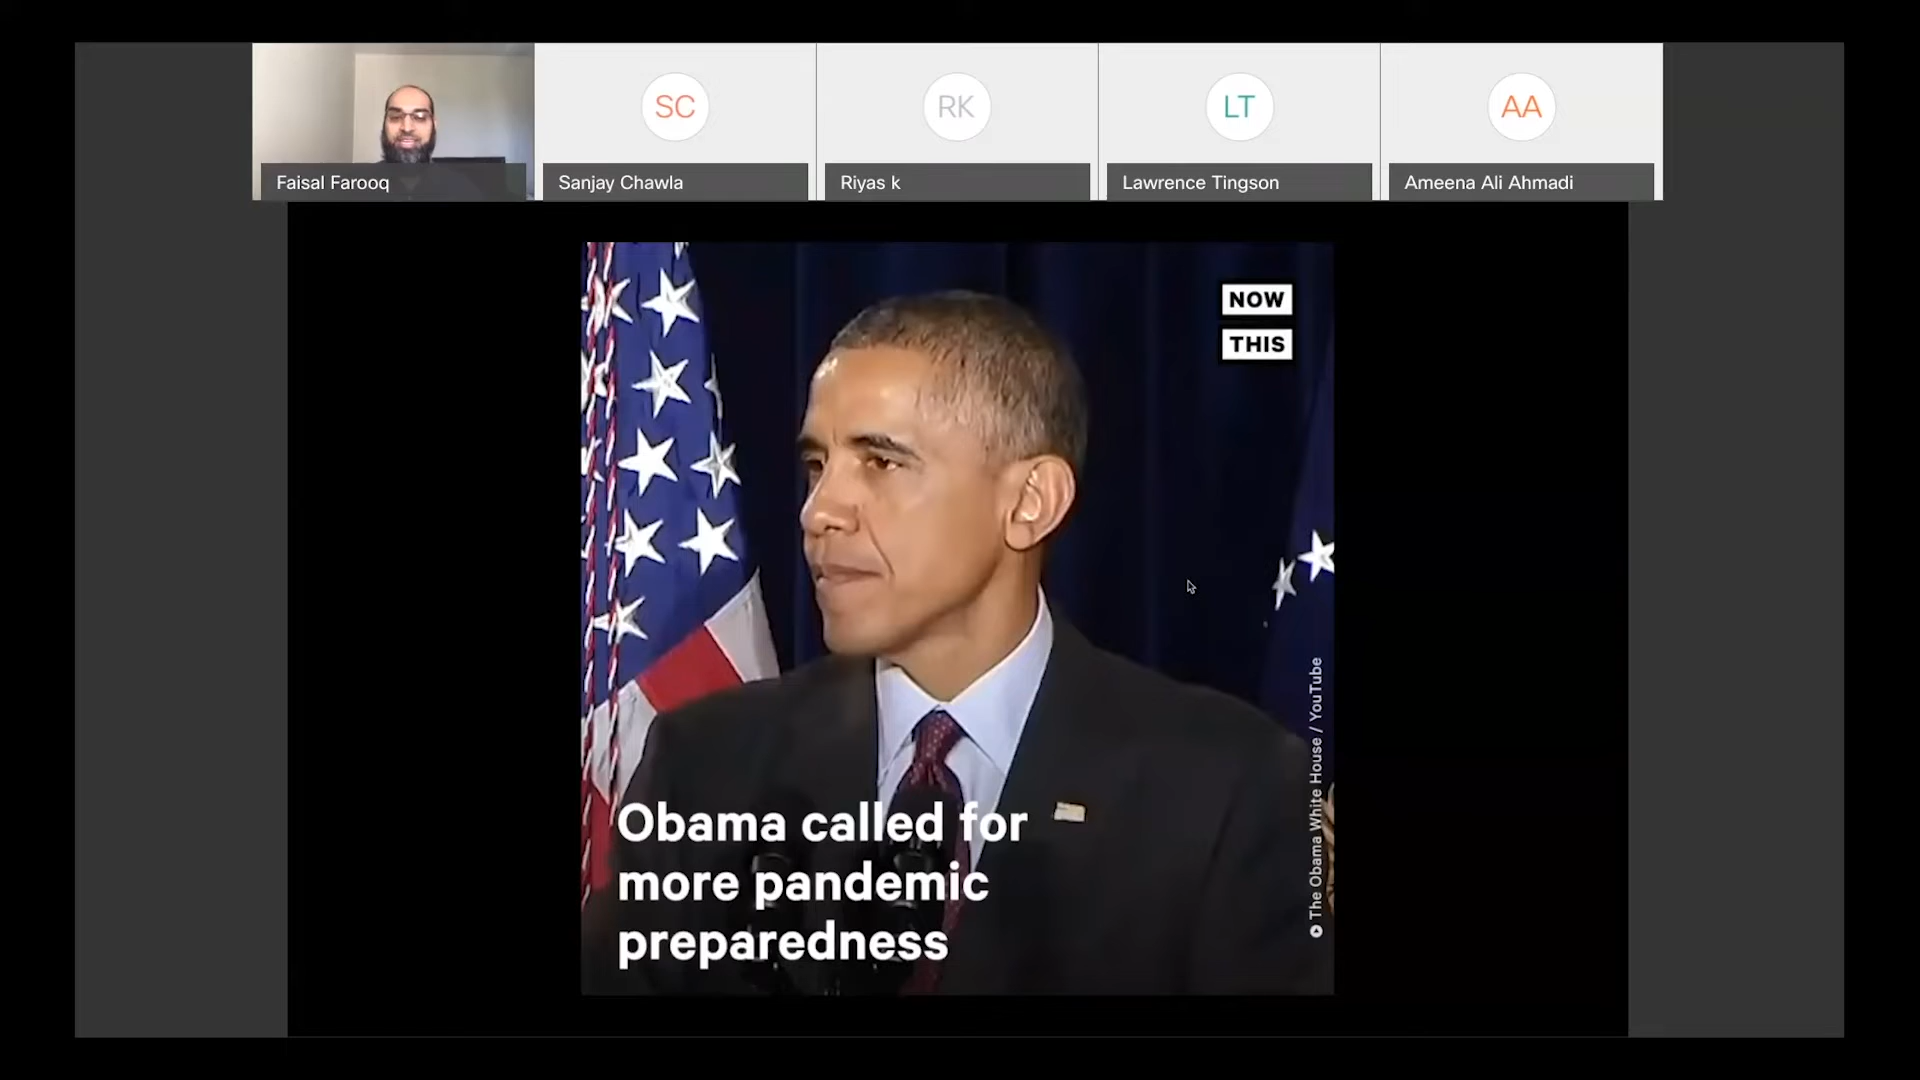 SC
RK
LT
AA
Faisal Farooq
Sanjay Chawla
Riyas k
Lawrence Tingson
Ameena Ali Ahmadi
NOW
THIS
The Obama White House / YouTube
Obama called for
more pandemic
preparedness